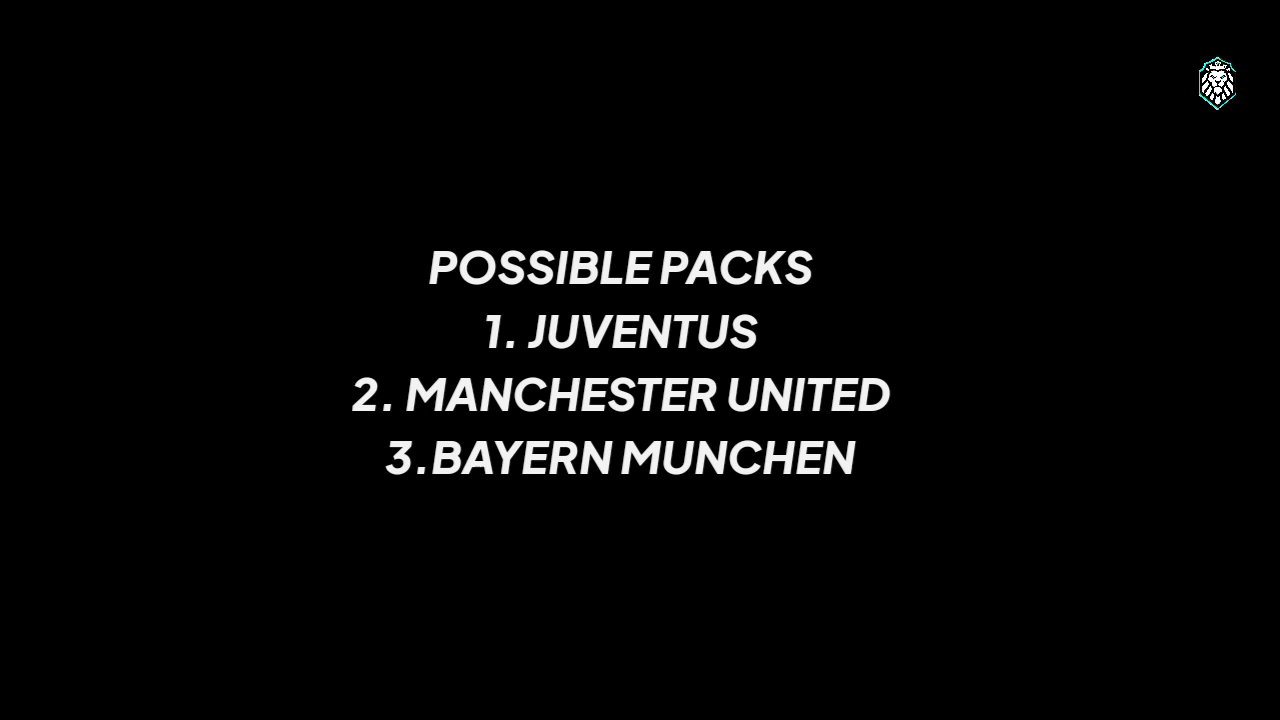 POSSIBLE PACKS
1. JUVENTUS
2. MANCHESTER UNITED
3.BAYERN MUNCHEN